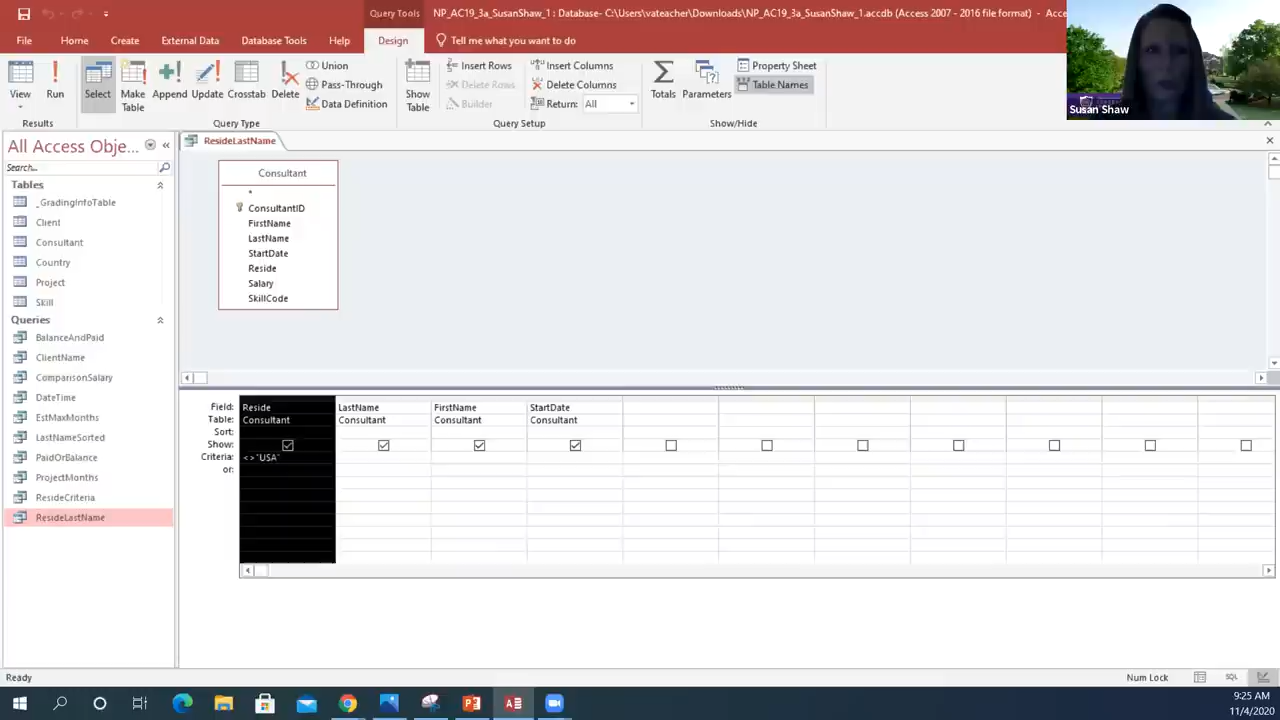 Query Tools
NP_AC19_3a_SusanShaw_1 : Database- C:\Users\vateacher\Downloads\NP_AC19_3a_SusanShaw_1.accdb (Access 2007 - 2016 file format) - Acce
File Home Create External Data Database Tools Help Design Tell me what you want to do
View
Run
Select
Make Table
Append
Update
Crosstab
Delete
Union
Pass-Through
Data Definition
Show Table
Insert Rows
Delete Rows
Builder
Insert Columns
Delete Columns
Return: All
Totals
Parameters
Property Sheet
Table Names
Results
Query Type
Query Setup
Show/Hide
Susan Shaw
All Access Obje...
Search...
Tables
_GradingInfoTable
Client
Consultant
Country
Project
Skill
Queries
BalanceAndPaid
ClientName
ComparisonSalary
DateTime
EstMaxMonths
LastNameSorted
PaidOrBalance
ProjectMonths
ResideCriteria
ResideLastName
ResideLastName
Consultant
*
ConsultantID
FirstName
LastName
StartDate
Reside
Salary
SkillCode
Field: Reside LastName FirstName StartDate
Table: Consultant Consultant Consultant Consultant
Sort:
Show:
Criteria: <>"USA"
or:
Ready
Num Lock
9:25 AM
11/4/2020